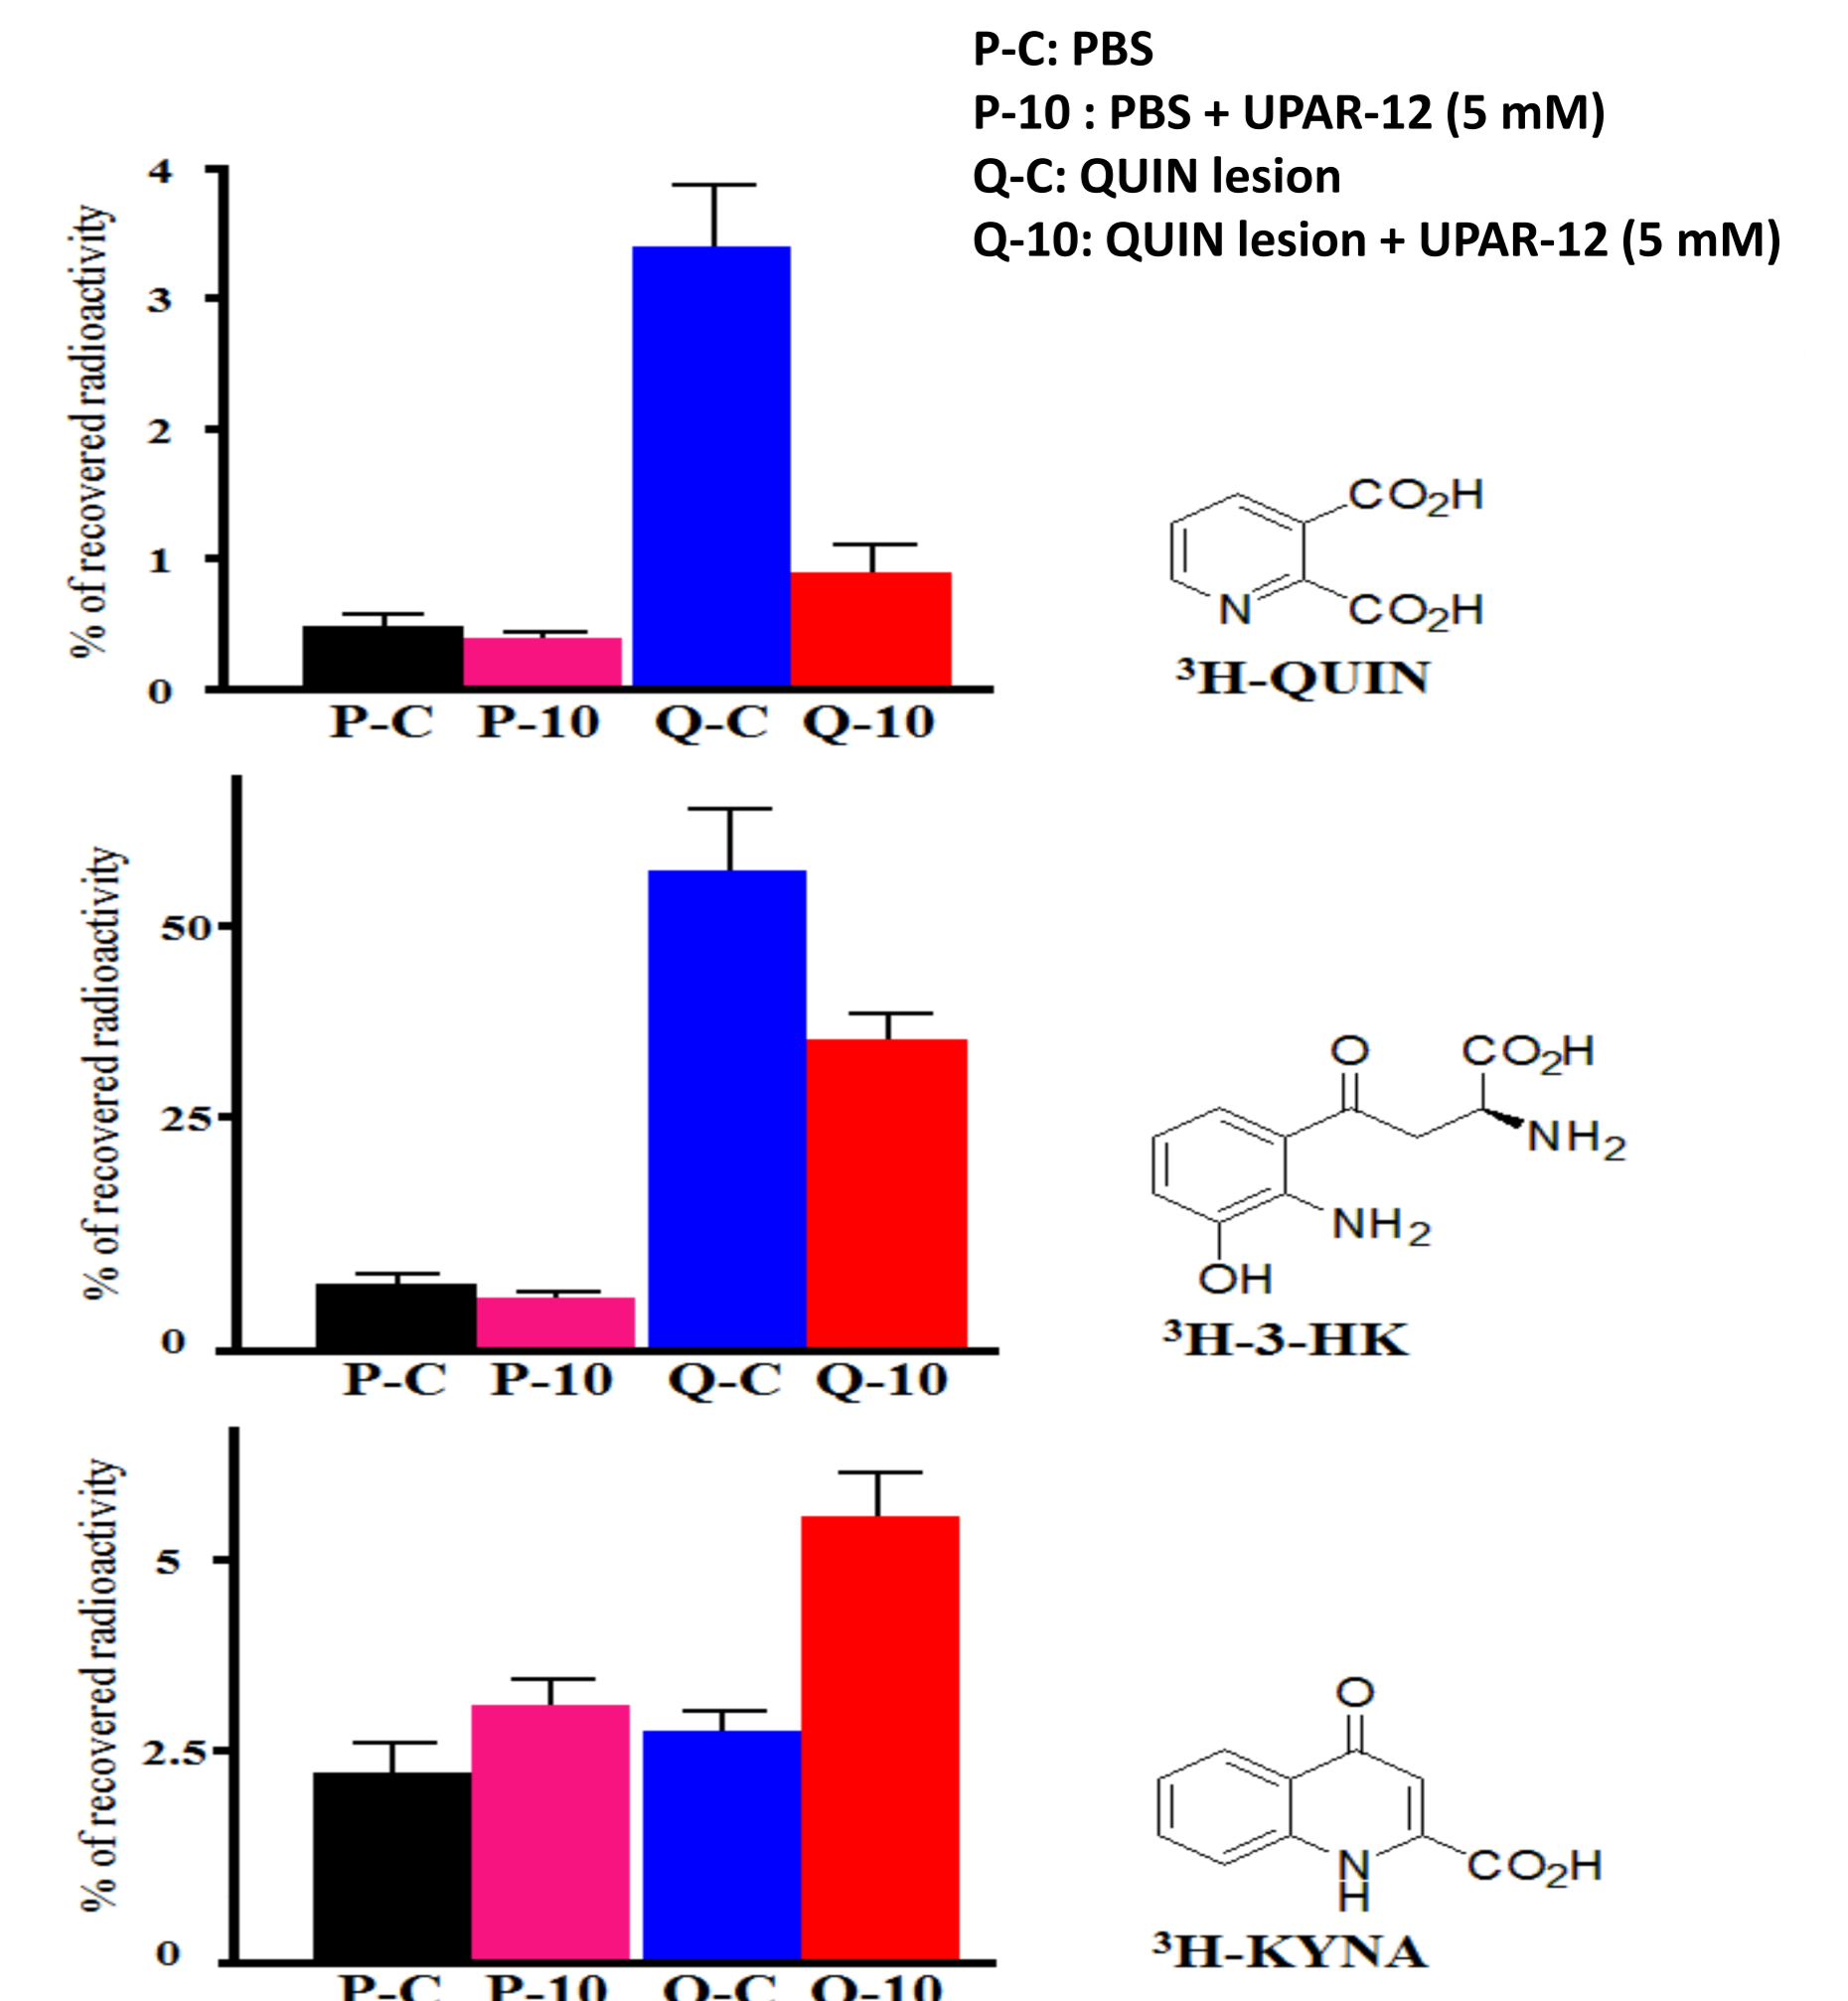 P-C: PBS
P-10 : PBS + UPAR-12 (5 mM)
Q-C: QUIN lesion
Q-10: QUIN lesion + UPAR-12 (5 mM)
% of recovered radioactivity
4
3
2
1
0
P-C P-10 Q-C Q-10
CO2H
N
CO2H
³H-QUIN
% of recovered radioactivity
50
25
0
P-C P-10 Q-C Q-10
O
CO2H
NH2
NH2
OH
³H-3-HK
% of recovered radioactivity
5
2.5
0
P-C P-10 Q-C Q-10
O
N
H
CO2H
³H-KYNA